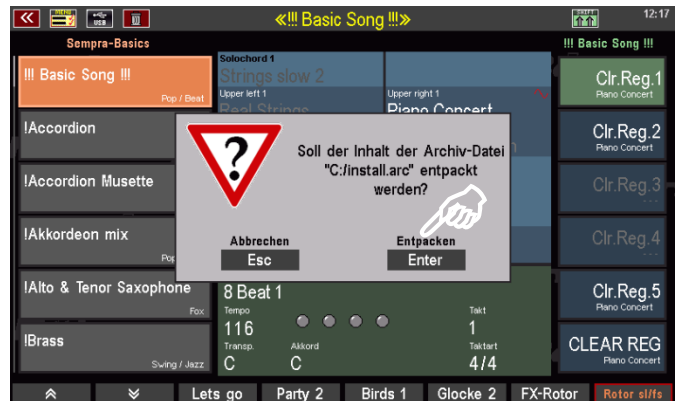 MENU
USB
«!!! Basic Song !!!»
SHIFT
12:17
Sempra-Basics
!!! Basic Song !!!
!!! Basic Song !!!
Pop / Beat
!Accordion
!Accordion Musette
!Akkordeon mix
Pop
!Alto & Tenor Saxophone
Fox
!Brass
Swing / Jazz
Solochord
Strings slow 2
Upper left 1
Real Strings
Upper right 1
Piano Concert
Soll der Inhalt der Archiv-Datei
"C:/install.arc" entpackt
werden?
Abbrechen
Esc
Entpacken
Enter
8 Beat 1
Tempo
116
Takt
1
Transp.
C
Akkord
C
Taktart
4/4
Clr.Reg.1
Piano Concert
Clr.Reg.2
Piano Concert
Clr.Reg.3
---
Clr.Reg.4
---
Clr.Reg.5
Piano Concert
CLEAR REG
Piano Concert
Lets go
Party 2
Birds 1
Glocke 2
FX-Rotor
Rotor sl/fs